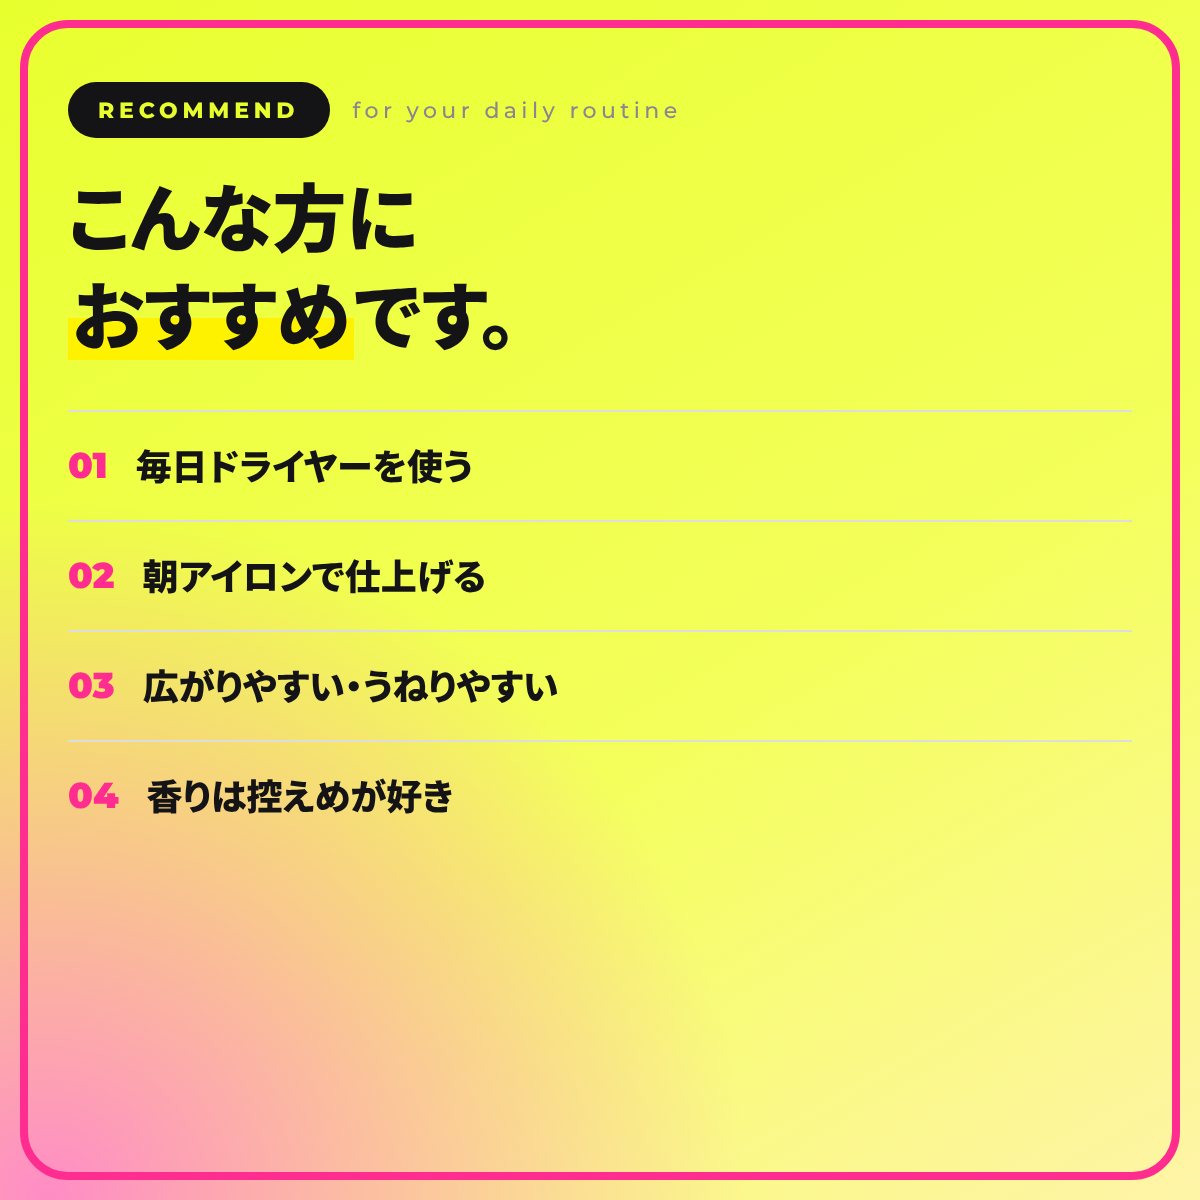 RECOMMEND for your daily routine
こんな方に
おすすめです。
01 毎日ドライヤーを使う
02 朝アイロンで仕上げる
03 広がりやすい・うねりやすい
04 香りは控えめが好き